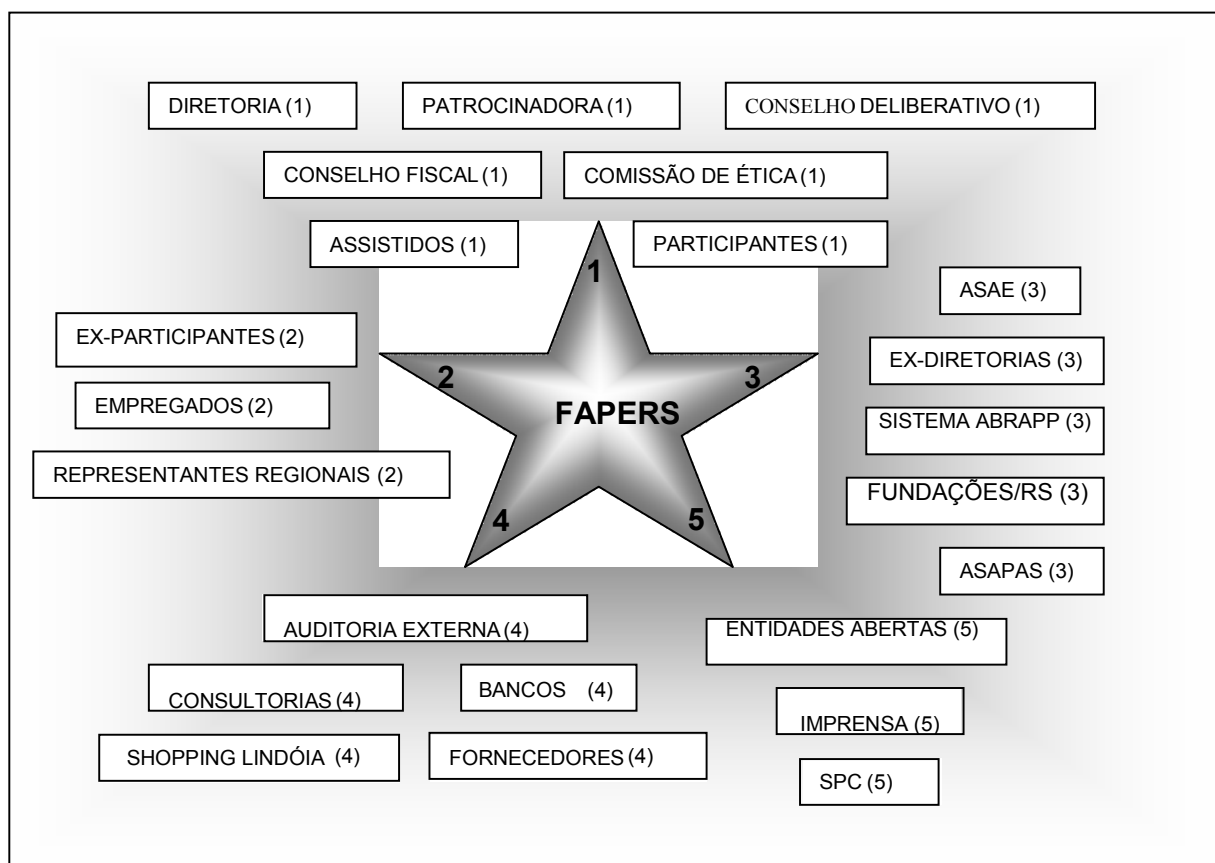 DIRETORIA (1)
PATROCINADORA (1)
CONSELHO DELIBERATIVO (1)
CONSELHO FISCAL (1)
COMISSÃO DE ÉTICA (1)
ASSISTIDOS (1)
PARTICIPANTES (1)
1
ASAE (3)
EX-PARTICIPANTES (2)
EX-DIRETORIAS (3)
2
3
EMPREGADOS (2)
FAPERS
SISTEMA ABRAPP (3)
REPRESENTANTES REGIONAIS (2)
FUNDAÇÕES/RS (3)
4
5
ASAPAS (3)
AUDITORIA EXTERNA (4)
ENTIDADES ABERTAS (5)
CONSULTORIAS (4)
BANCOS (4)
IMPRENSA (5)
SHOPPING LINDÓIA (4)
FORNECEDORES (4)
SPC (5)